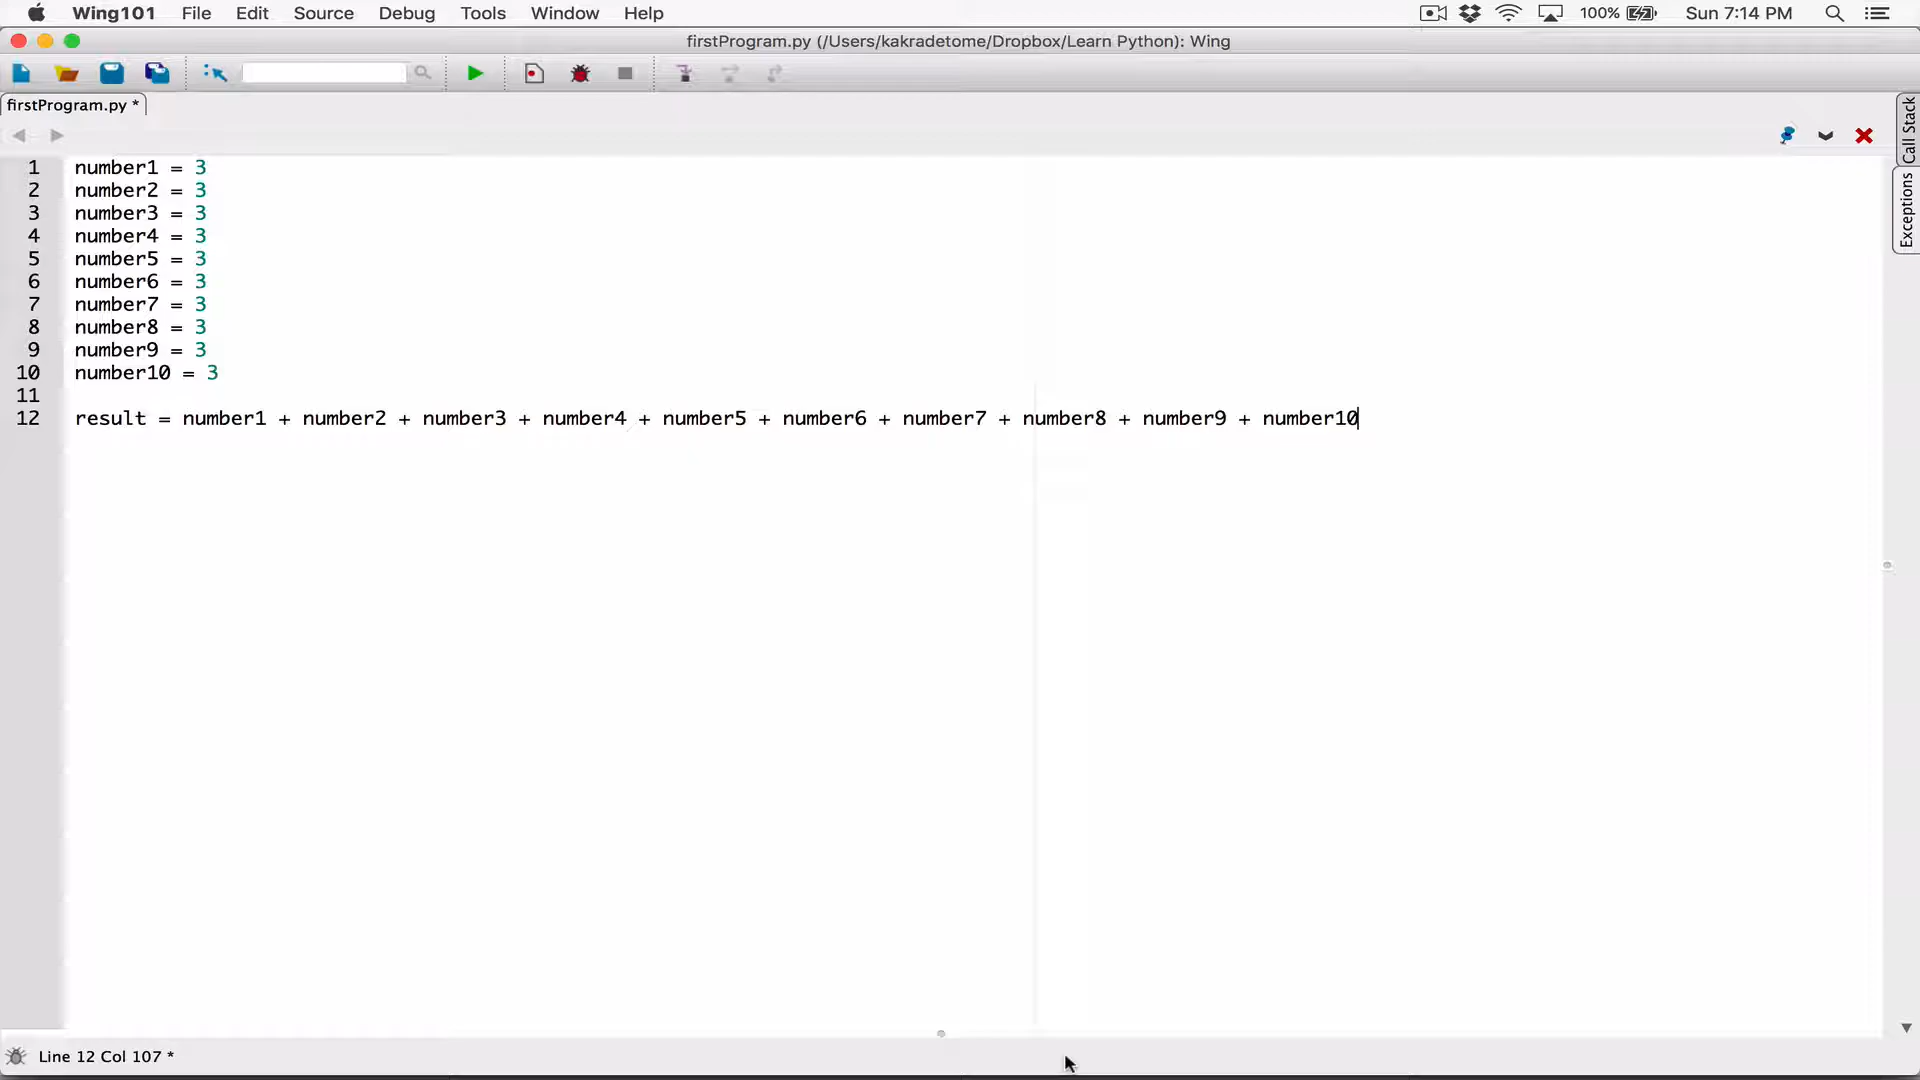 Wing101 File Edit Source Debug Tools Window Help 100% Sun 7:14 PM
firstProgram.py (/Users/kakradetome/Dropbox/Learn Python): Wing
firstProgram.py *
Call Stack
Exceptions
1 number1 = 3
2 number2 = 3
3 number3 = 3
4 number4 = 3
5 number5 = 3
6 number6 = 3
7 number7 = 3
8 number8 = 3
9 number9 = 3
10 number10 = 3
11
12 result = number1 + number2 + number3 + number4 + number5 + number6 + number7 + number8 + number9 + number10
Line 12 Col 107 *